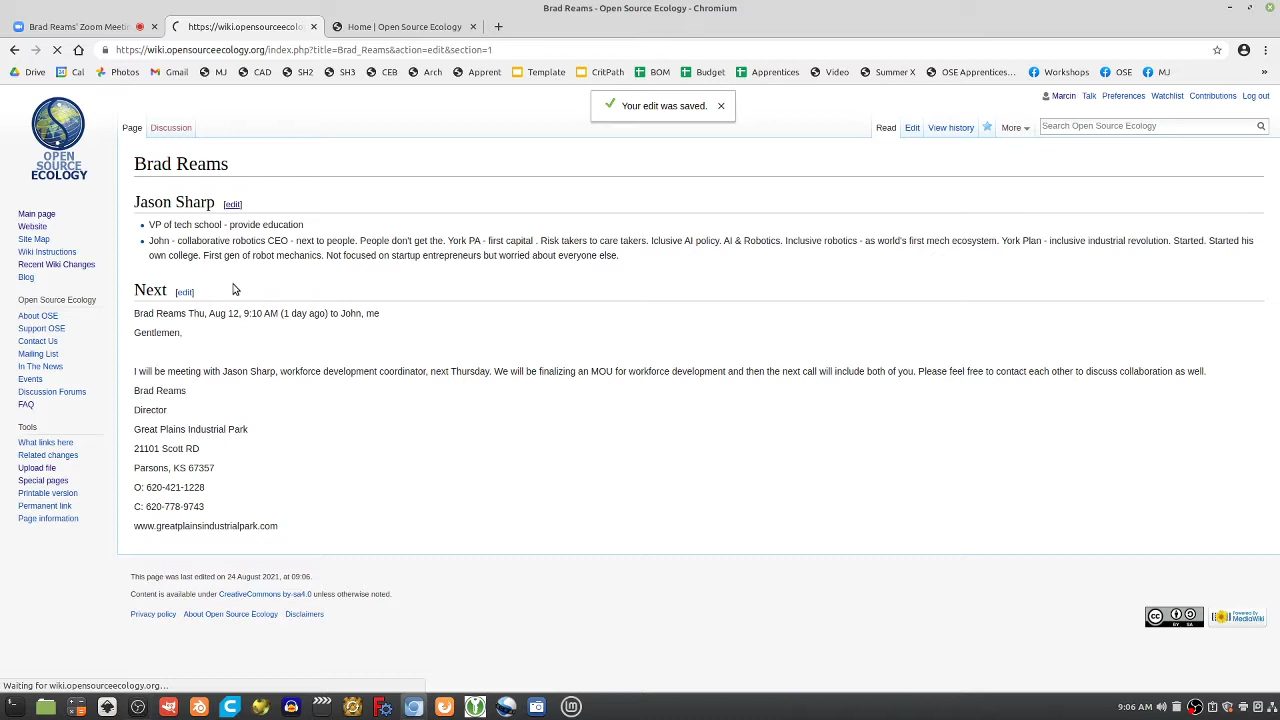 Brad Reams - Open Source Ecology - Chromium
Brad Reams' Zoom Meetin
https://wiki.opensourceecolo
Home | Open Source Ecology
https://wiki.opensourceecology.org/index.php?title=Brad_Reams&action=edit&section=1
Drive Cal Photos Gmail MJ CAD SH2 SH3 CEB Arch Apprent Template CritPath BOM Budget Apprentices Video Summer X OSE Apprentices... Workshops OSE MJ »
Your edit was saved.
Marcin Talk Preferences Watchlist Contributions Log out
Page Discussion Read Edit View history More Search Open Source Ecology
OPEN
SOURCE
ECOLOGY
Main page
Website
Site Map
Wiki Instructions
Recent Wiki Changes
Blog
Open Source Ecology
About OSE
Support OSE
Contact Us
Mailing List
In The News
Events
Discussion Forums
FAQ
Tools
What links here
Related changes
Upload file
Special pages
Printable version
Permanent link
Page information
Brad Reams
Jason Sharp [edit]
VP of tech school - provide education
John - collaborative robotics CEO - next to people. People don't get the. York PA - first capital . Risk takers to care takers. Iclusive AI policy. AI & Robotics. Inclusive robotics - as world's first mech ecosystem. York Plan - inclusive industrial revolution. Started. Started his
own college. First gen of robot mechanics. Not focused on startup entrepreneurs but worried about everyone else.
Next [edit]
Brad Reams Thu, Aug 12, 9:10 AM (1 day ago) to John, me
Gentlemen,
I will be meeting with Jason Sharp, workforce development coordinator, next Thursday. We will be finalizing an MOU for workforce development and then the next call will include both of you. Please feel free to contact each other to discuss collaboration as well.
Brad Reams
Director
Great Plains Industrial Park
21101 Scott RD
Parsons, KS 67357
O: 620-421-1228
C: 620-778-9743
www.greatplainsindustrialpark.com
This page was last edited on 24 August 2021, at 09:06.
Content is available under CreativeCommons by-sa4.0 unless otherwise noted.
Privacy policy About Open Source Ecology Disclaimers
CC BY SA
Powered By
MediaWiki
Waiting for wiki.opensourceecology.org...
9:06 AM